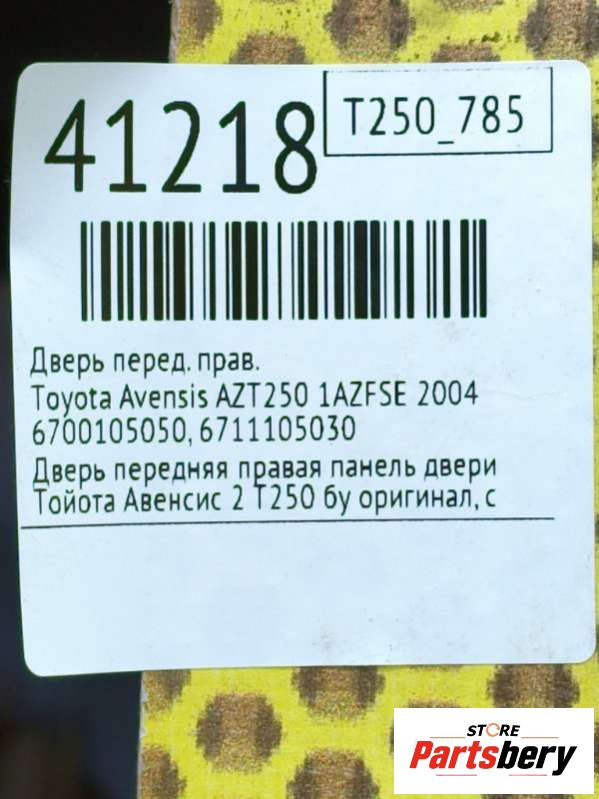 41218
T250_785
Дверь перед. прав.
Toyota Avensis AZT250 1AZFSE 2004
6700105050, 6711105030
Дверь передняя правая панель двери
Тойота Авенсис 2 Т250 бу оригинал, с
STORE
Partsbery